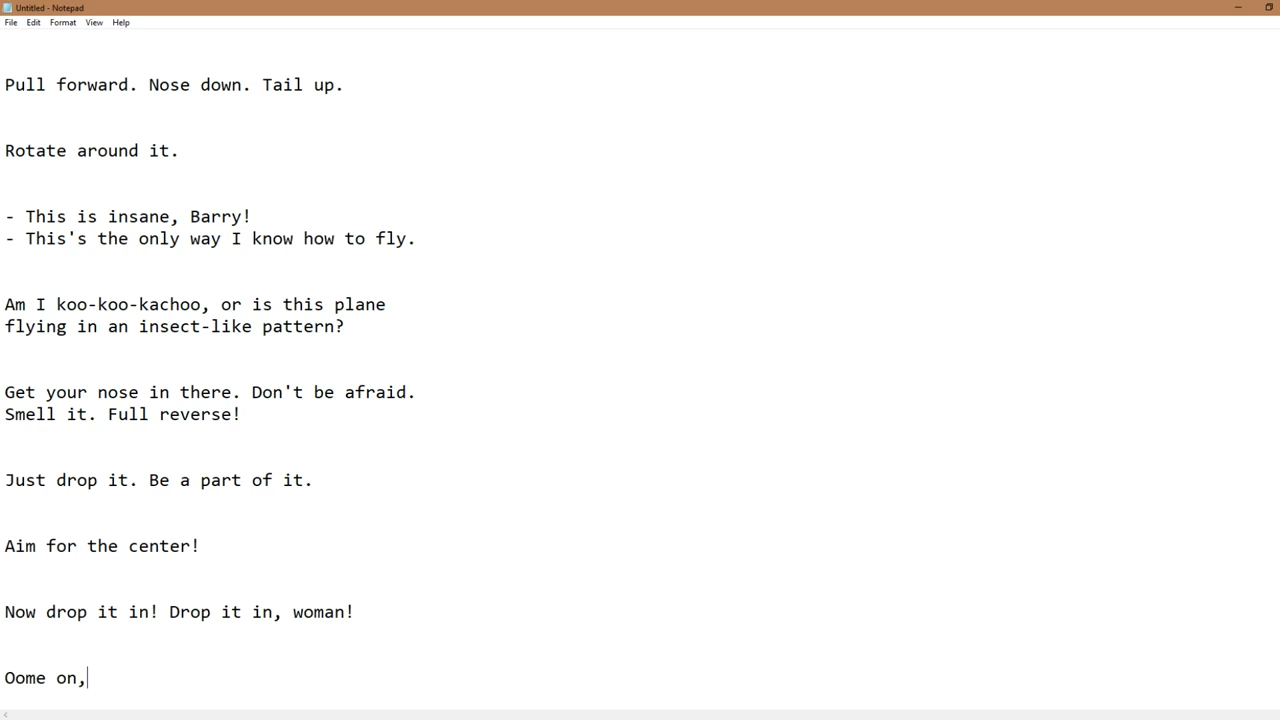 Untitled - Notepad
File Edit Format View Help
Pull forward. Nose down. Tail up.
Rotate around it.
- This is insane, Barry!
- This's the only way I know how to fly.
Am I koo-koo-kachoo, or is this plane
flying in an insect-like pattern?
Get your nose in there. Don't be afraid.
Smell it. Full reverse!
Just drop it. Be a part of it.
Aim for the center!
Now drop it in! Drop it in, woman!
Oome on,